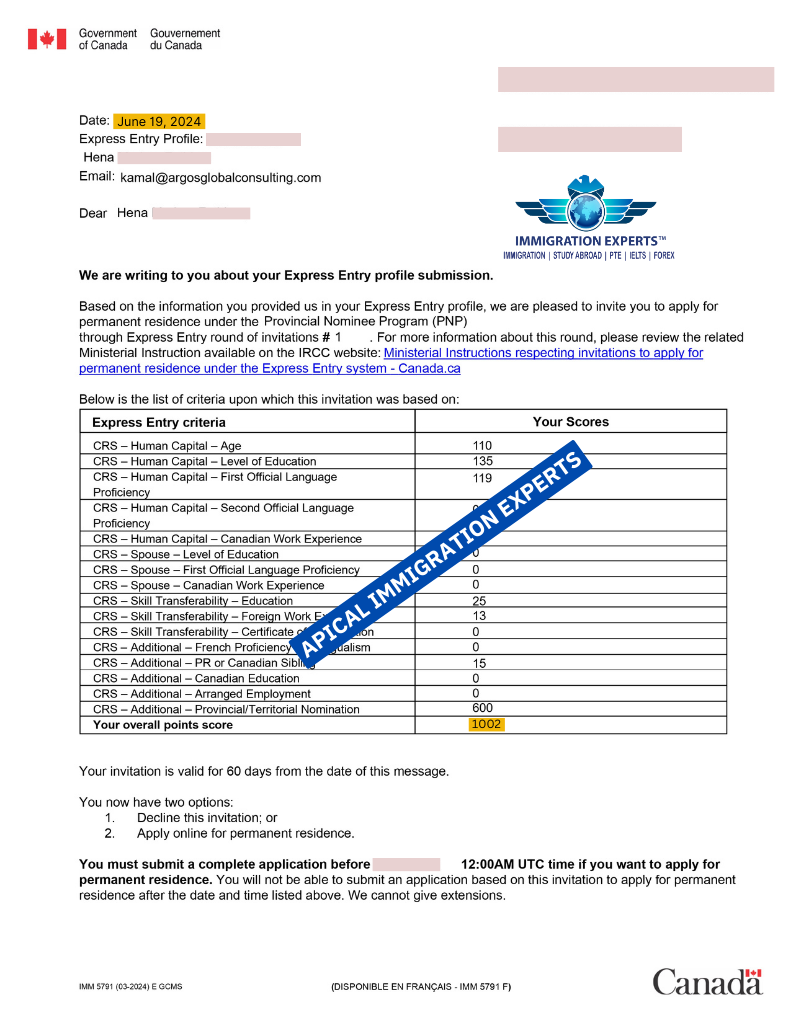 Government Gouvernement
of Canada du Canada
Date: June 19, 2024
Express Entry Profile:
Hena
Email: kamal@argosglobalconsulting.com
Dear Hena
IMMIGRATION EXPERTS™
IMMIGRATION | STUDY ABROAD | PTE | IELTS | FOREX
We are writing to you about your Express Entry profile submission.
Based on the information you provided us in your Express Entry profile, we are pleased to invite you to apply for
permanent residence under the Provincial Nominee Program (PNP)
through Express Entry round of invitations # 1 . For more information about this round, please review the related
Ministerial Instruction available on the IRCC website: Ministerial Instructions respecting invitations to apply for
permanent residence under the Express Entry system - Canada.ca
Below is the list of criteria upon which this invitation was based on:
Express Entry criteria Your Scores
CRS – Human Capital – Age 110
CRS – Human Capital – Level of Education 135
CRS – Human Capital – First Official Language 119
Proficiency
CRS – Human Capital – Second Official Language
Proficiency
CRS – Human Capital – Canadian Work Experience
CRS – Spouse – Level of Education 0
CRS – Spouse – First Official Language Proficiency 0
CRS – Spouse – Canadian Work Experience 0
CRS – Skill Transferability – Education 25
CRS – Skill Transferability – Foreign Work 13
CRS – Skill Transferability – Certificate 0
CRS – Additional – French Proficiency 0
CRS – Additional – PR or Canadian Sibling 15
CRS – Additional – Canadian Education 0
CRS – Additional – Arranged Employment 0
CRS – Additional – Provincial/Territorial Nomination 600
Your overall points score 1002
APICAL IMMIGRATION EXPERTS
Your invitation is valid for 60 days from the date of this message.
You now have two options:
1. Decline this invitation; or
2. Apply online for permanent residence.
You must submit a complete application before 12:00AM UTC time if you want to apply for
permanent residence. You will not be able to submit an application based on this invitation to apply for permanent
residence after the date and time listed above. We cannot give extensions.
IMM 5791 (03-2024) E GCMS
(DISPONIBLE EN FRANÇAIS - IMM 5791 F)
Canada